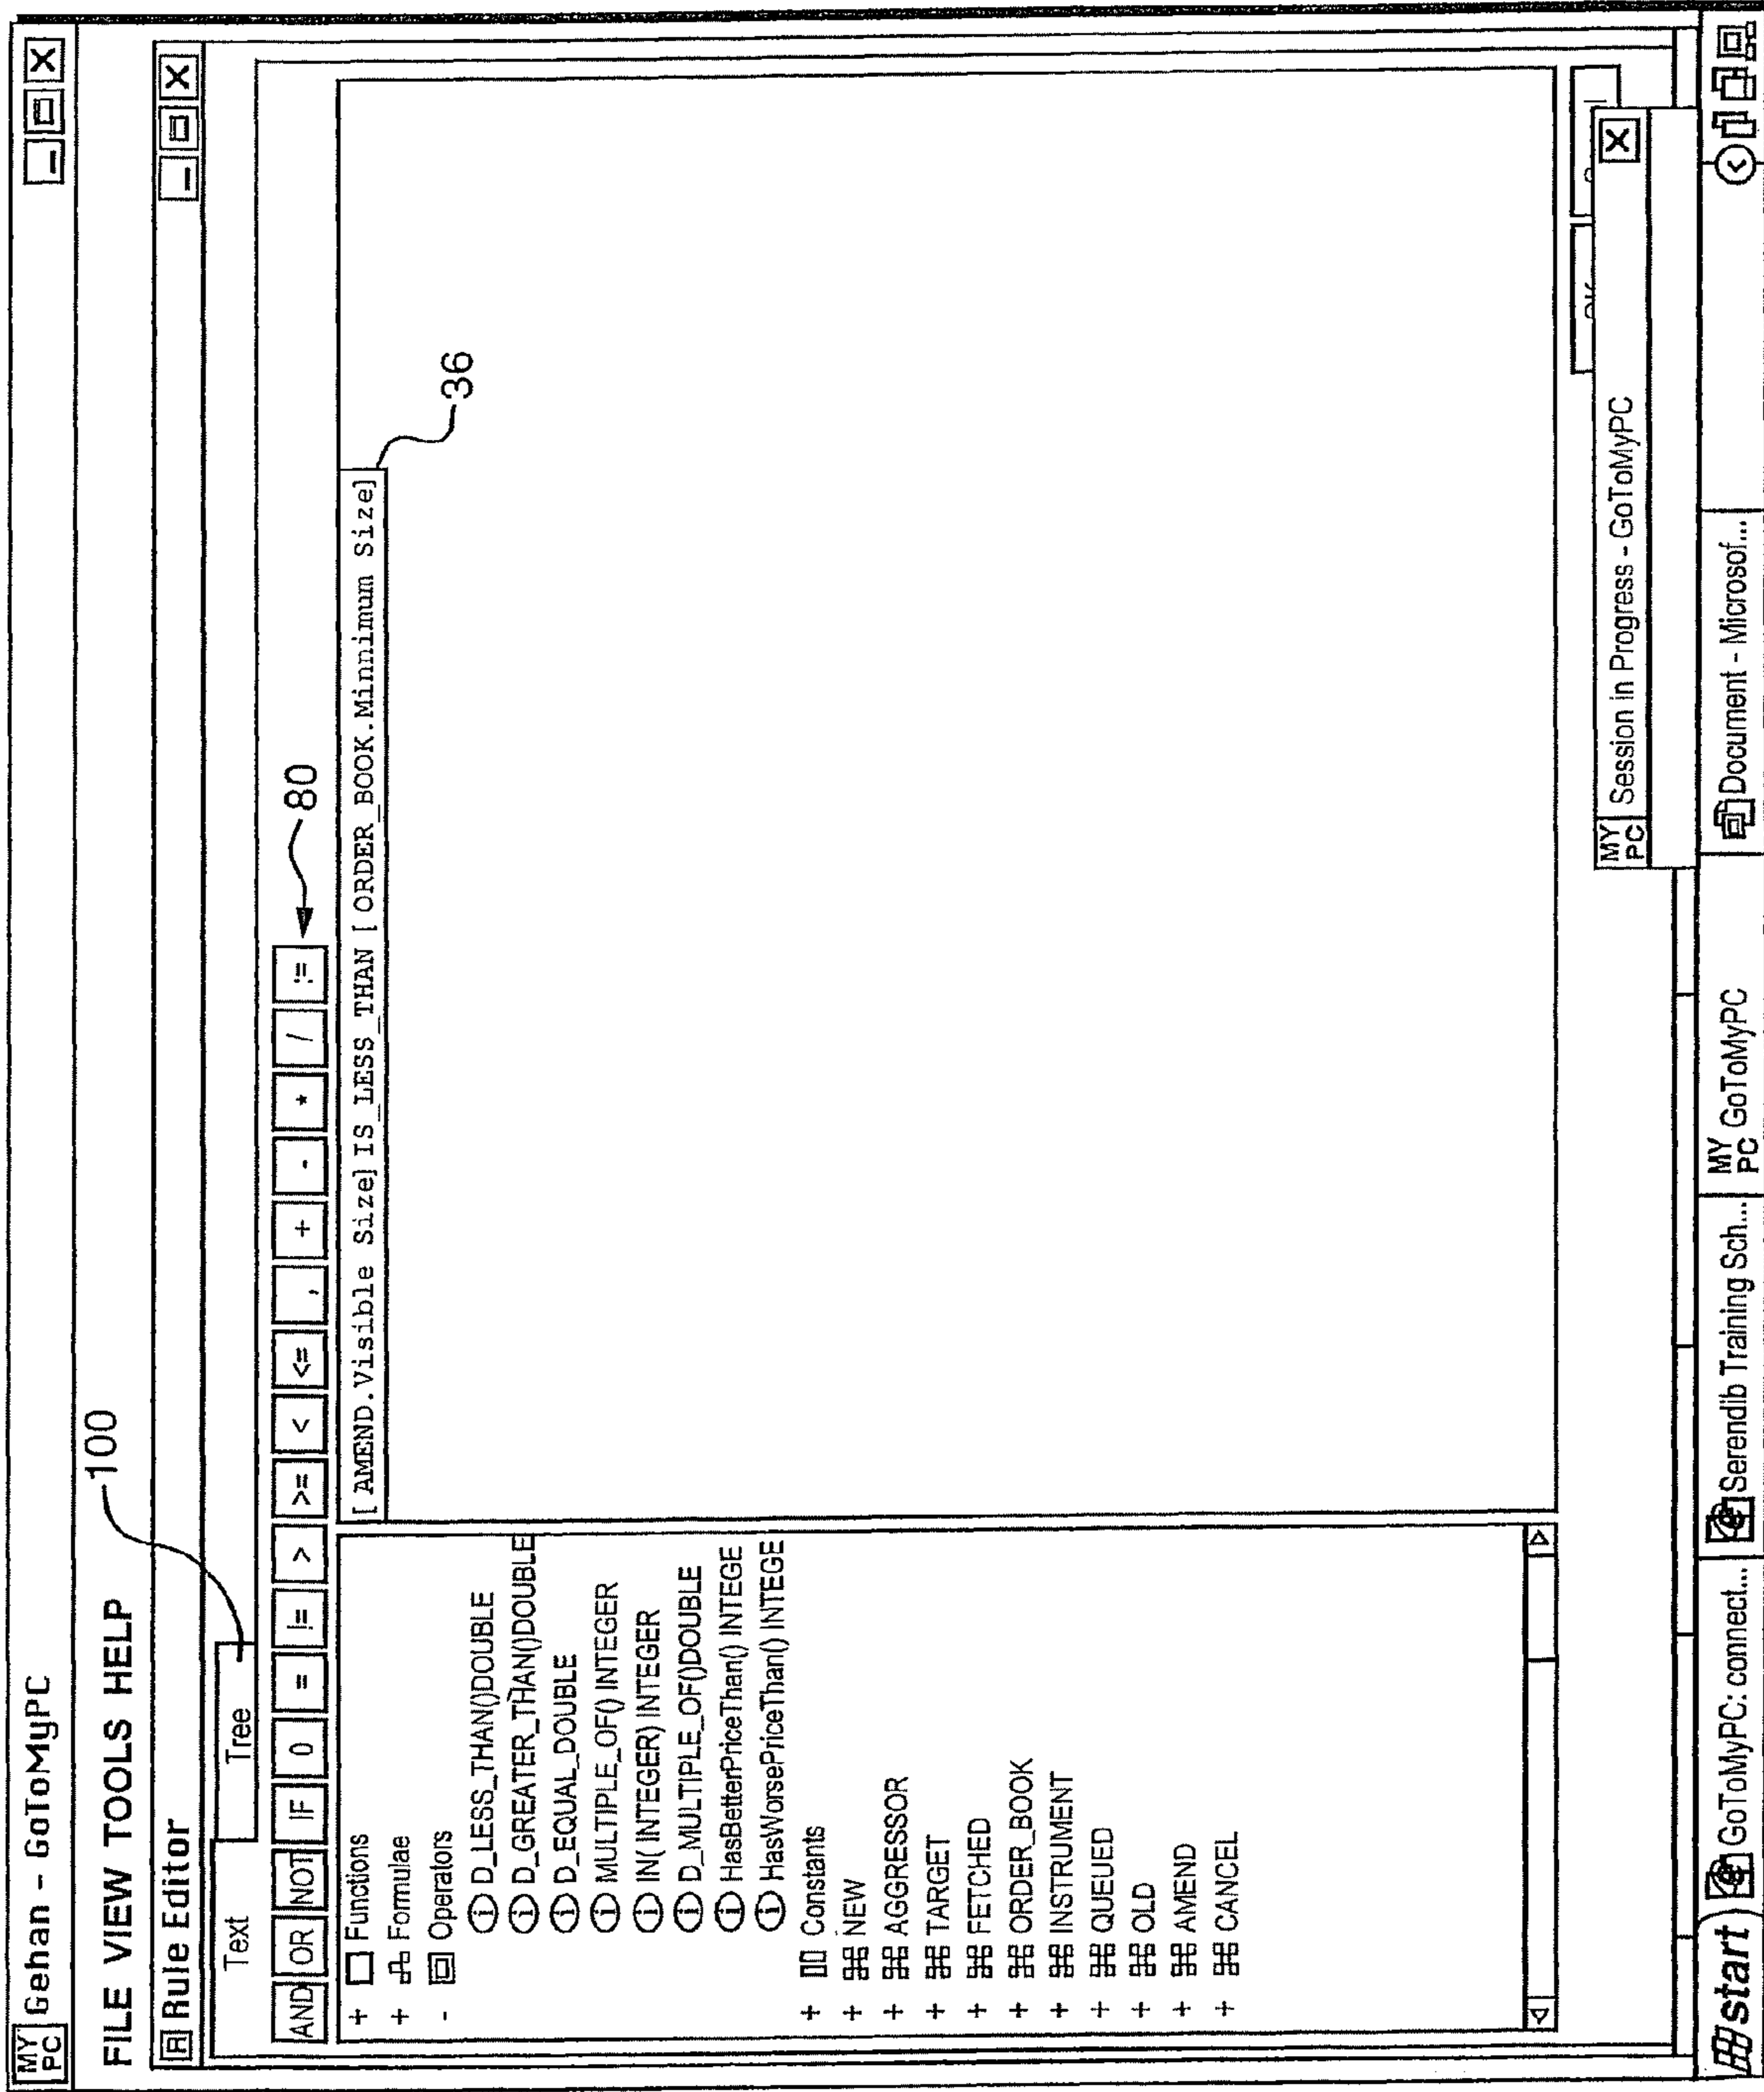 MY PC Gehan - GoToMyPC
FILE VIEW TOOLS HELP
100
Rule Editor
Text Tree
AND OR NOT IF 0 = != > >= < <= , + - * / :=
80
[ AMEND.Visible Size] IS_LESS_THAN [ ORDER_BOOK.Minnimum Size]
36
+ Functions
+ Formulae
- Operators
D_LESS_THAN()DOUBLE
D_GREATER_THAN()DOUBLE
D_EQUAL_DOUBLE
MULTIPLE_OF() INTEGER
IN( INTEGER) INTEGER
D_MULTIPLE_OF()DOUBLE
HasBetterPriceThan() INTEGE
HasWorsePriceThan() INTEGE
+ Constants
+ NEW
+ AGGRESSOR
+ TARGET
+ FETCHED
+ ORDER_BOOK
+ INSTRUMENT
+ QUEUED
+ OLD
+ AMEND
+ CANCEL
MY PC Session in Progress - GoToMyPC
start GoToMyPC: connect... Serendib Training Sch... MY PC GoToMyPC Document - Microsof...